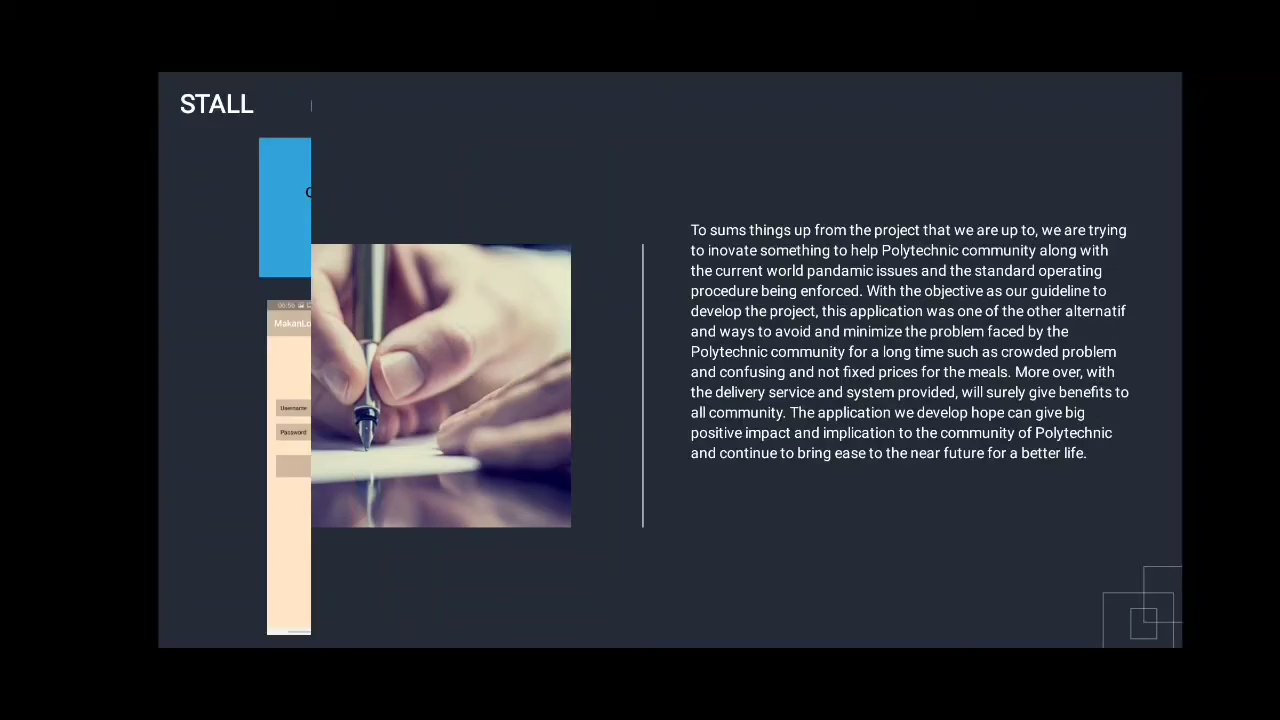 STALL
06:56
Username
Password
To sums things up from the project that we are up to, we are trying
to inovate something to help Polytechnic community along with
the current world pandamic issues and the standard operating
procedure being enforced. With the objective as our guideline to
develop the project, this application was one of the other alternatif
and ways to avoid and minimize the problem faced by the
Polytechnic community for a long time such as crowded problem
and confusing and not fixed prices for the meals. More over, with
the delivery service and system provided, will surely give benefits to
all community. The application we develop hope can give big
positive impact and implication to the community of Polytechnic
and continue to bring ease to the near future for a better life.